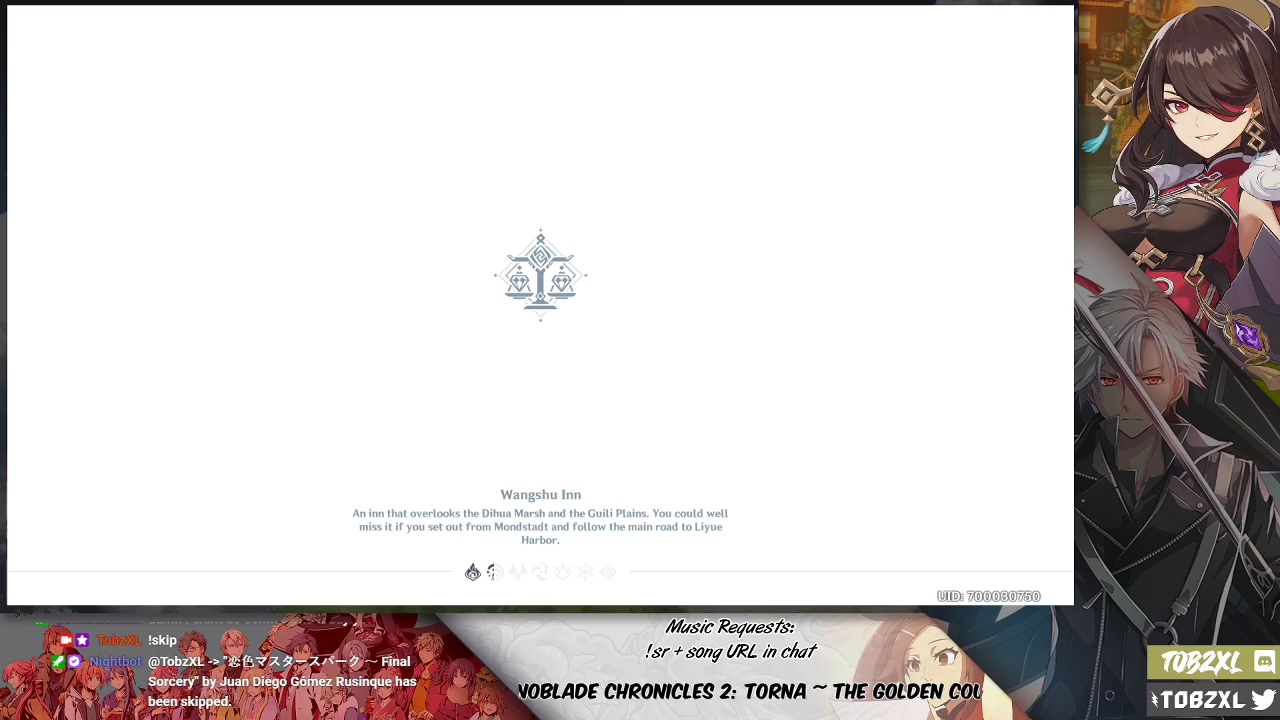 Wangshu Inn
An inn that overlooks the Dihua Marsh and the Guili Plains. You could well
miss it if you set out from Mondstadt and follow the main road to Liyue
Harbor.
UID: 700030750
TobzXL !skip
Nightbot @TobzXL -> "恋色マスタースパーク ～ Final
Sorcery" by Juan Diego Gómez Rusinque has
been skipped.
Music Requests:
!sr + song URL in chat
NOBLADE CHRONICLES 2: TORNA ~ THE GOLDEN COU
TOBZXL
TOBZXL